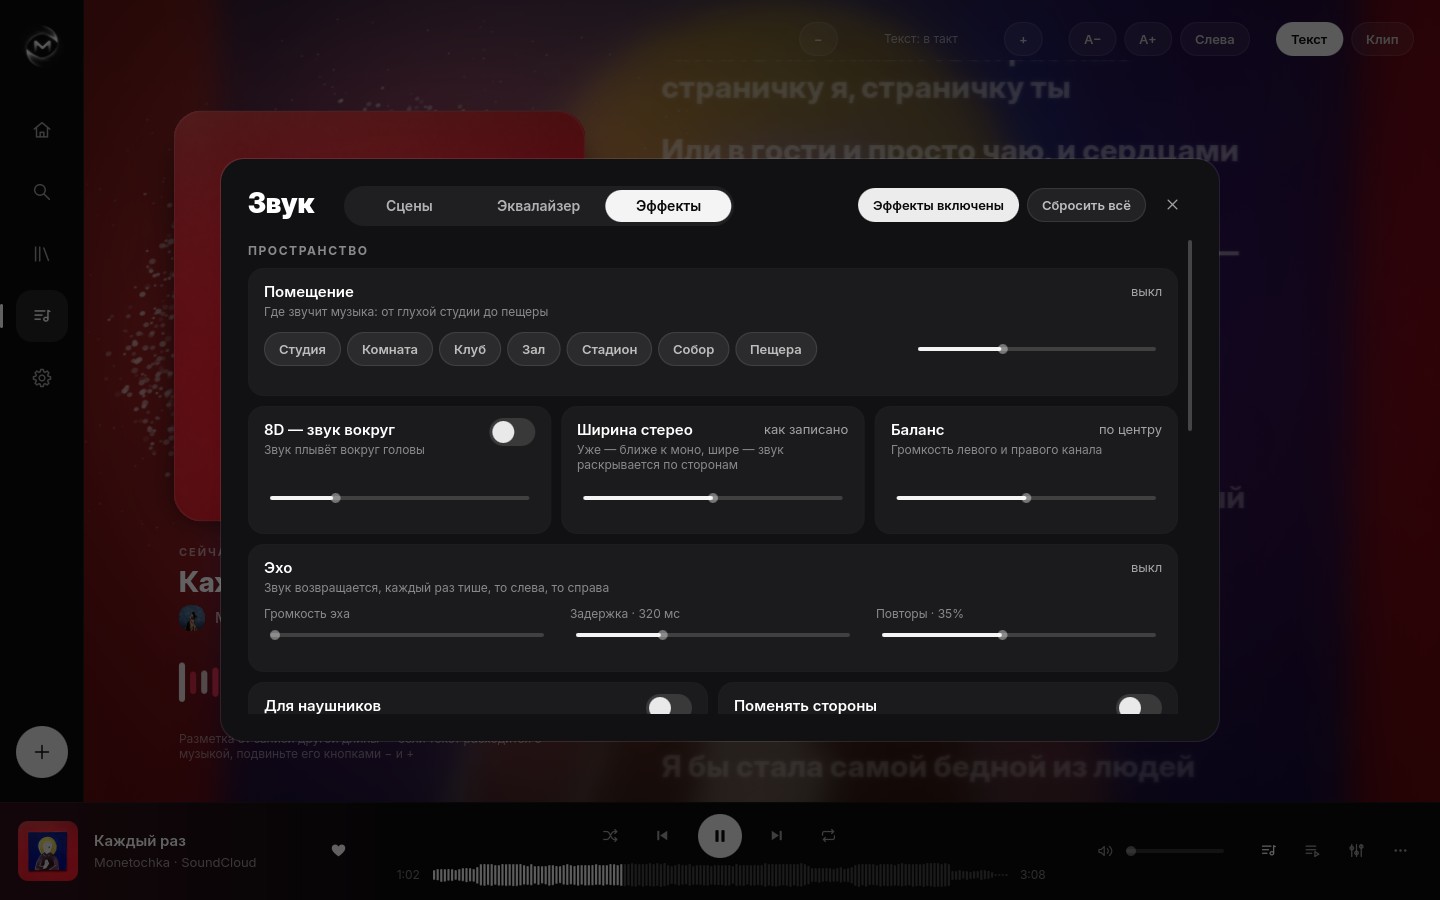 −
Текст: в такт
+
A−
A+
Слева
Текст
Клип
страничку я, страничку ты
Или в гости и просто чаю, и сердцами
Звук
Сцены
Эквалайзер
Эффекты
Эффекты включены
Сбросить всё
ПРОСТРАНСТВО
Помещение
выкл
Где звучит музыка: от глухой студии до пещеры
Студия
Комната
Клуб
Зал
Стадион
Собор
Пещера
8D — звук вокруг
Звук плывёт вокруг головы
Ширина стерео
как записано
Уже — ближе к моно, шире — звук
раскрывается по сторонам
Баланс
по центру
Громкость левого и правого канала
Эхо
выкл
Звук возвращается, каждый раз тише, то слева, то справа
Громкость эха
Задержка · 320 мс
Повторы · 35%
Для наушников
Поменять стороны
Разметка
музыкой, подвиньте его кнопками − и +
Я бы стала самой бедной из людей
Каждый раз
Monetochka · SoundCloud
1:02
3:08